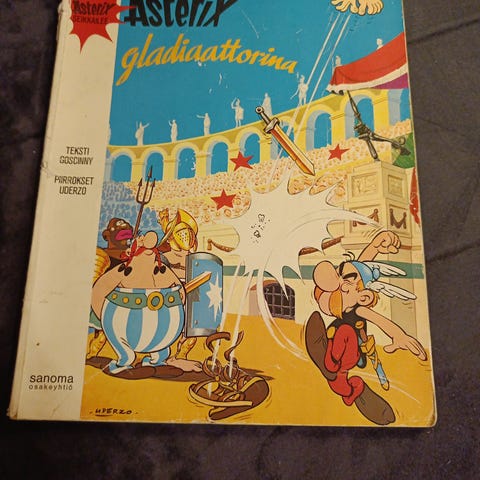 Asterix
SEIKKAILEE
Asterix
gladiaattorina
TEKSTI
GOSCINNY
PIIRROKSET
UDERZO
sanoma
osakeyhtiö
- UDERZO -